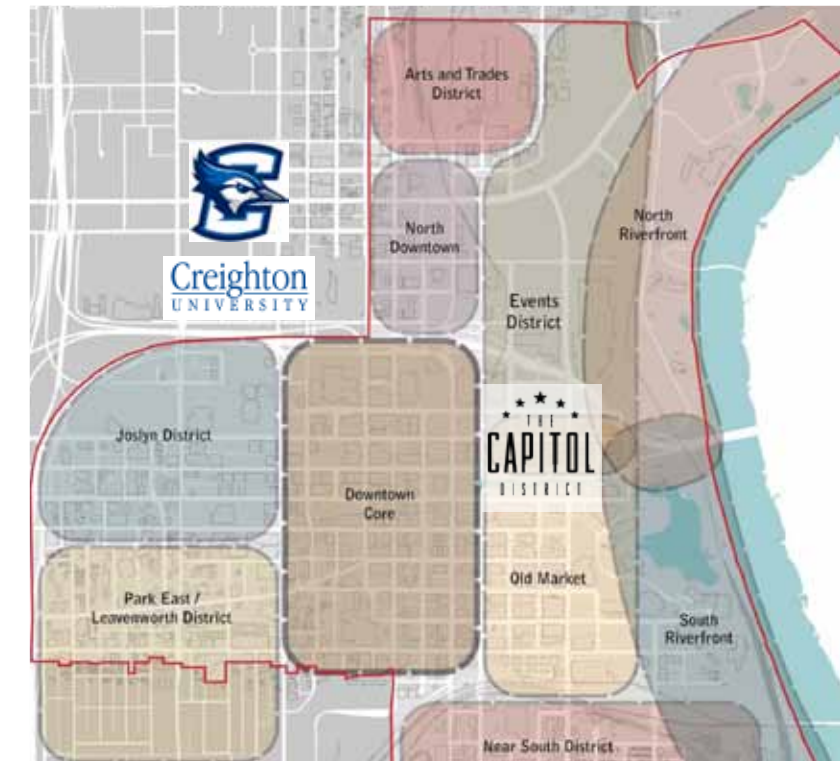 Arts and Trades
District
North
Downtown
North
Riverfront
Creighton
UNIVERSITY
Events
District
Joslyn District
THE
CAPITOL
DISTRICT
Downtown
Core
Old Market
Park East /
Leavenworth District
South
Riverfront
Near South District